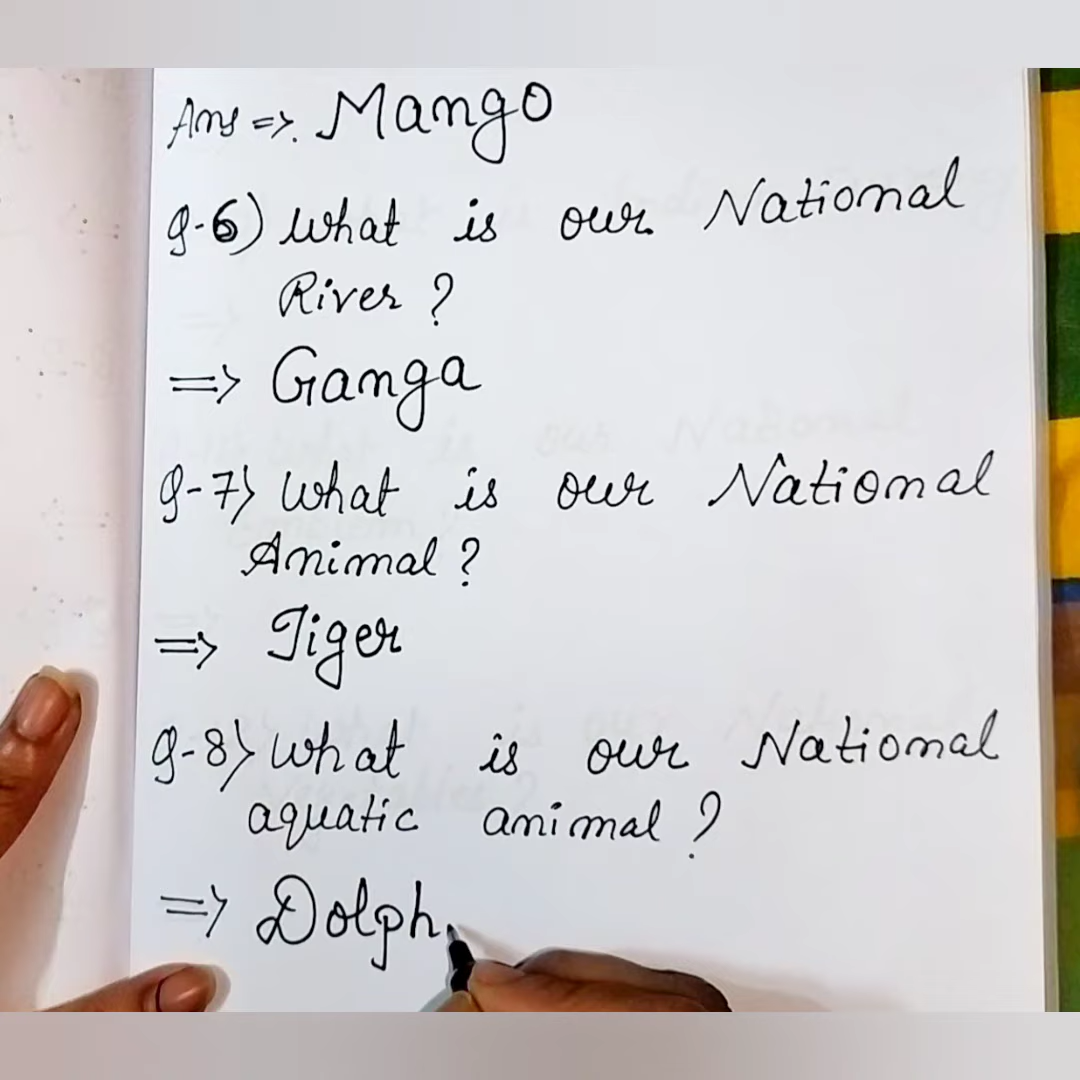 Ans =>. Mango
Q-6) What is our National
River ?
=> Ganga
Q-7) What is our National
Animal ?
=> Tiger
Q-8) What is our National
aquatic animal ?
=> Dolph